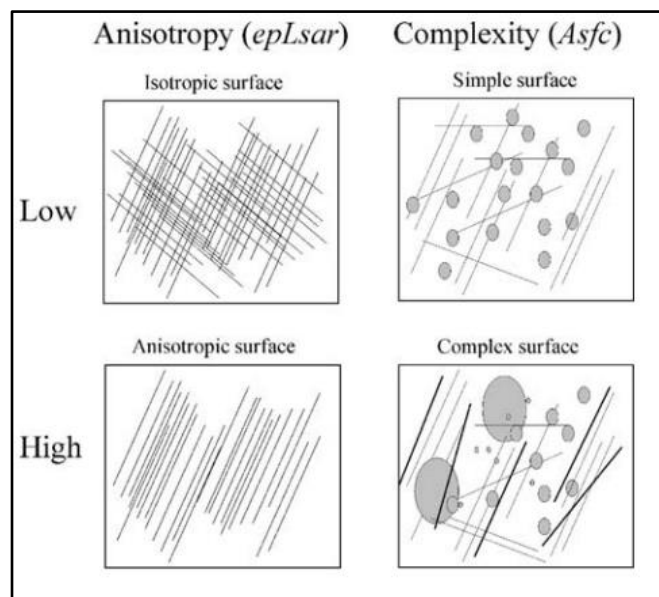 Anisotropy (epLsar) Complexity (Asfc)
Isotropic surface Simple surface
Low
Anisotropic surface Complex surface
High